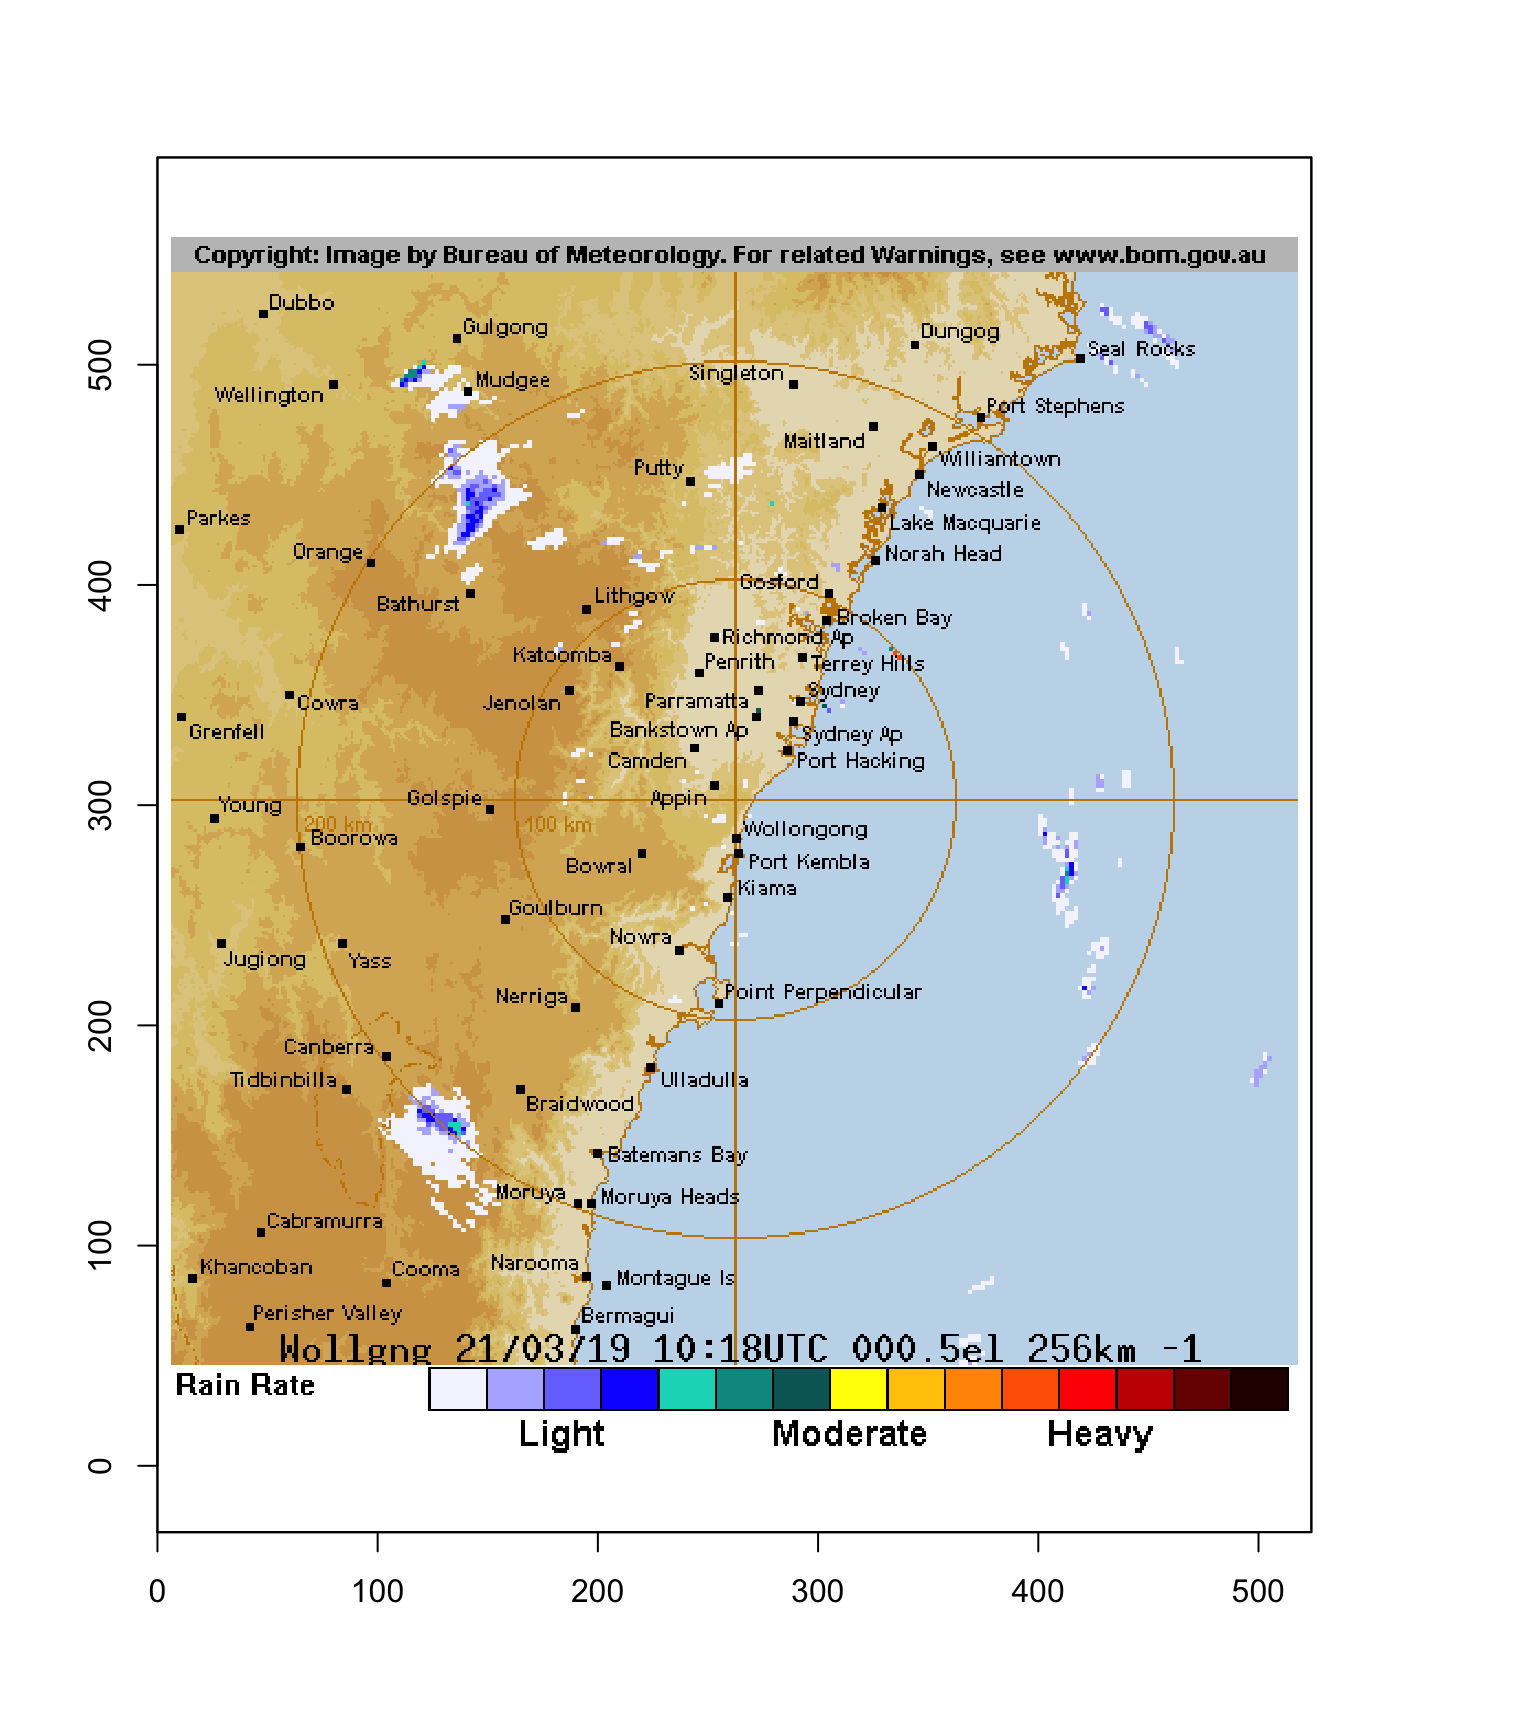 Copyright: Image by Bureau of Meteorology. For related Warnings, see www.bom.gov.au
Dubbo
Gulgong
Dungog
Seal Rocks
500
Singleton
Mudgee
Wellington
Port Stephens
Maitland
Williamtown
Putty
Newcastle
Parkes
Lake Macquarie
Orange
Norah Head
400
Gosford
Lithgow
Bathurst
Broken Bay
Richmond Ap
Katoomba
Penrith
Terrey Hills
Sydney
Jenolan
Parramatta
Cowra
Grenfell
Bankstown Ap
Sydney Ap
Camden
Port Hacking
Golspie
Appin
300
Young
200 km
100 km
Wollongong
Boorowa
Bowral
Port Kembla
Kiama
Goulburn
Nowra
Jugiong
Yass
Point Perpendicular
Nerriga
200
Canberra
Tidbinbilla
Ulladulla
Braidwood
Batemans Bay
Moruya
Moruya Heads
Cabramurra
100
Khancoban
Cooma
Narooma
Montague Is
Perisher Valley
Bermagui
Wollgng 21/03/19 10:18UTC 000.5el 256km -1
Rain Rate
Light Moderate Heavy
0
0 100 200 300 400 500